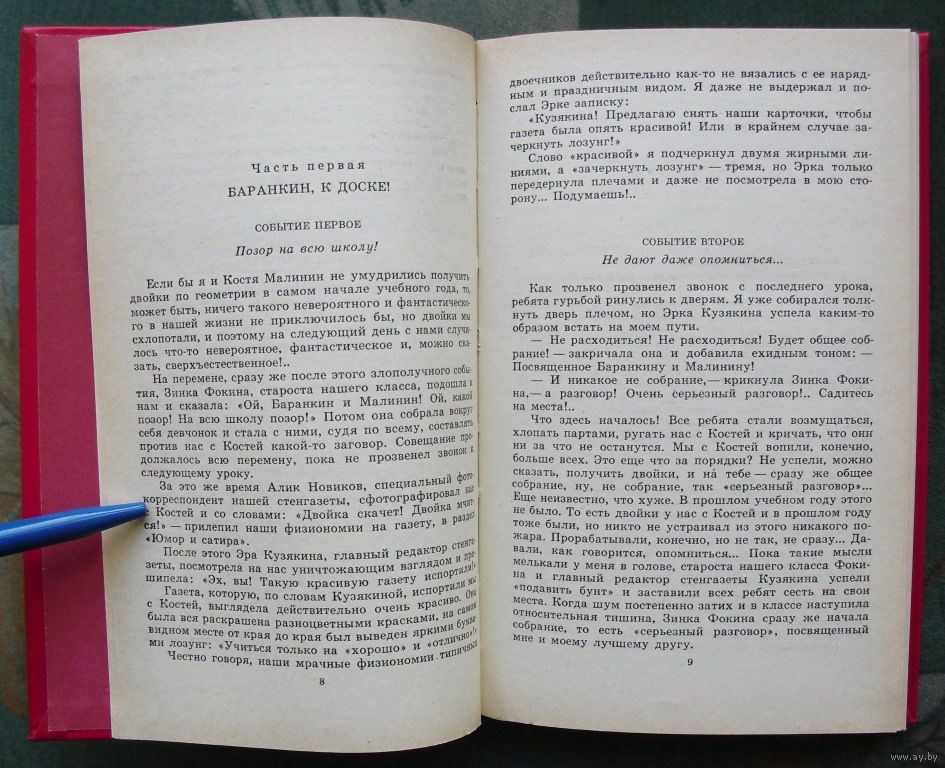 Часть первая
БАРАНКИН, К ДОСКЕ!
СОБЫТИЕ ПЕРВОЕ
Позор на всю школу!
Если бы я и Костя Малинин не умудрились получить
двойки по геометрии в самом начале учебного года, то,
может быть, ничего такого невероятного и фантастическо-
го в нашей жизни не приключилось бы, но двойки мы
схлопотали, и поэтому на следующий день с нами случи-
лось что-то невероятное, фантастическое и, можно ска-
зать, сверхъестественное!..
На перемене, сразу же после этого злополучного собы-
тия, Зинка Фокина, староста нашего класса, подошла к
нам и сказала: «Ой, Баранкин и Малинин! Ой, какой
позор! На всю школу позор!» Потом она собрала вокруг
себя девчонок и стала с ними, судя по всему, составлять
против нас с Костей какой-то заговор. Совещание про-
должалось всю перемену, пока не прозвенел звонок к
следующему уроку.
За это же время Алик Новиков, специальный фото-
корреспондент нашей стенгазеты, сфотографировал нас
с Костей и со словами: «Двойка скачет! Двойка мчит-
ся!» — прилепил наши физиономии на газету, в раздел
«Юмор и сатира».
После этого Эра Кузякина, главный редактор стенга-
зеты, посмотрела на нас уничтожающим взглядом и про-
шипела: «Эх, вы! Такую красивую газету испортили!»
Газета, которую, по словам Кузякиной, испортили мы
с Костей, выглядела действительно очень красиво. Она
была вся раскрашена разноцветными красками, на самом
видном месте от края до края был выведен яркими буква-
ми лозунг: «Учиться только на «хорошо» и «отлично»!»
Честно говоря, наши мрачные физиономии типичных
8
двоечников действительно как-то не вязались с ее наряд-
ным и праздничным видом. Я даже не выдержал и по-
слал Эрке записку:
«Кузякина! Предлагаю снять наши карточки, чтобы
газета была опять красивой! Или в крайнем случае за-
черкнуть лозунг!»
Слово «красивой» я подчеркнул двумя жирными ли-
ниями, а «зачеркнуть лозунг» — тремя, но Эрка только
передернула плечами и даже не посмотрела в мою сто-
рону... Подумаешь!..
СОБЫТИЕ ВТОРОЕ
Не дают даже опомниться...
Как только прозвенел звонок с последнего урока,
ребята гурьбой ринулись к дверям. Я уже собирался толк-
нуть дверь плечом, но Эрка Кузякина успела каким-то
образом встать на моем пути.
— Не расходиться! Не расходиться! Будет общее соб-
рание! — закричала она и добавила ехидным тоном: —
Посвященное Баранкину и Малинину!
— И никакое не собрание,— крикнула Зинка Фоки-
на,— а разговор! Очень серьезный разговор!.. Садитесь
на места!..
Что здесь началось! Все ребята стали возмущаться,
хлопать партами, ругать нас с Костей и кричать, что они
ни за что не останутся. Мы с Костей вопили, конечно,
больше всех. Это еще что за порядки? Не успели, можно
сказать, получить двойки, и на́ тебе — сразу же общее
собрание, ну, не собрание, так «серьезный разговор»...
Еще неизвестно, что хуже. В прошлом учебном году этого
не было. То есть двойки у нас с Костей и в прошлом году
тоже были, но никто не устраивал из этого никакого
пожара. Прорабатывали, конечно, но не так, не сразу... Да-
вали, как говорится, опомниться... Пока такие мысли
мелькали у меня в голове, староста нашего класса Фоки-
на и главный редактор стенгазеты Кузякина успели
«подавить бунт» и заставили всех ребят сесть на свои
места. Когда шум постепенно затих и в классе наступила
относительная тишина, Зинка Фокина сразу же начала
собрание, то есть «серьезный разговор», посвященный
мне и моему лучшему другу.
9
www.ay.by